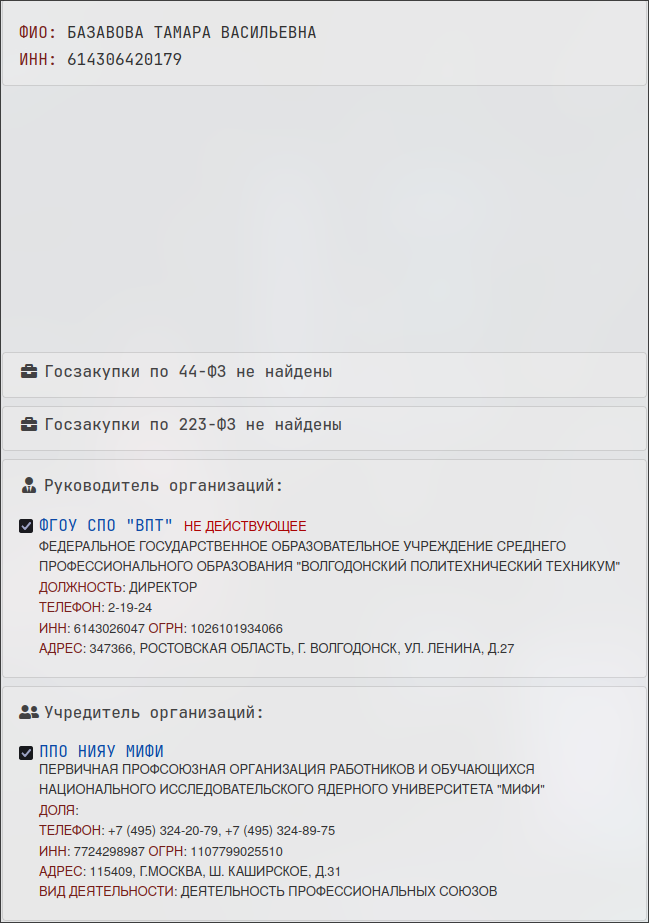 ФИО: БАЗАВОВА ТАМАРА ВАСИЛЬЕВНА
ИНН: 614306420179
Госзакупки по 44-ФЗ не найдены
Госзакупки по 223-ФЗ не найдены
Руководитель организаций:
ФГОУ СПО "ВПТ" НЕ ДЕЙСТВУЮЩЕЕ
ФЕДЕРАЛЬНОЕ ГОСУДАРСТВЕННОЕ ОБРАЗОВАТЕЛЬНОЕ УЧРЕЖДЕНИЕ СРЕДНЕГО
ПРОФЕССИОНАЛЬНОГО ОБРАЗОВАНИЯ "ВОЛГОДОНСКИЙ ПОЛИТЕХНИЧЕСКИЙ ТЕХНИКУМ"
ДОЛЖНОСТЬ: ДИРЕКТОР
ТЕЛЕФОН: 2-19-24
ИНН: 6143026047 ОГРН: 1026101934066
АДРЕС: 347366, РОСТОВСКАЯ ОБЛАСТЬ, Г. ВОЛГОДОНСК, УЛ. ЛЕНИНА, Д.27
Учредитель организаций:
ППО НИЯУ МИФИ
ПЕРВИЧНАЯ ПРОФСОЮЗНАЯ ОРГАНИЗАЦИЯ РАБОТНИКОВ И ОБУЧАЮЩИХСЯ
НАЦИОНАЛЬНОГО ИССЛЕДОВАТЕЛЬСКОГО ЯДЕРНОГО УНИВЕРСИТЕТА "МИФИ"
ДОЛЯ:
ТЕЛЕФОН: +7 (495) 324-20-79, +7 (495) 324-89-75
ИНН: 7724298987 ОГРН: 1107799025510
АДРЕС: 115409, Г.МОСКВА, Ш. КАШИРСКОЕ, Д.31
ВИД ДЕЯТЕЛЬНОСТИ: ДЕЯТЕЛЬНОСТЬ ПРОФЕССИОНАЛЬНЫХ СОЮЗОВ